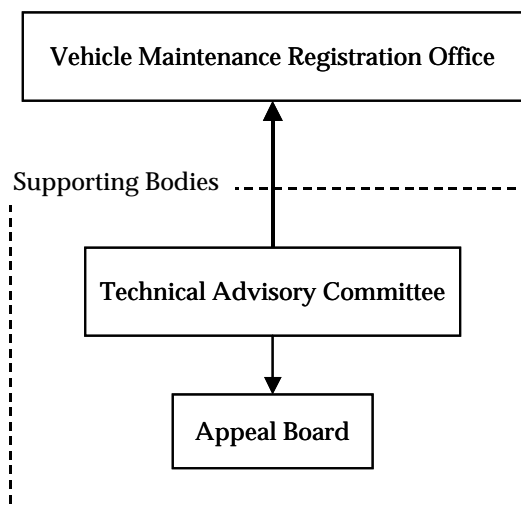 Vehicle Maintenance Registration Office
Supporting Bodies
Technical Advisory Committee
Appeal Board